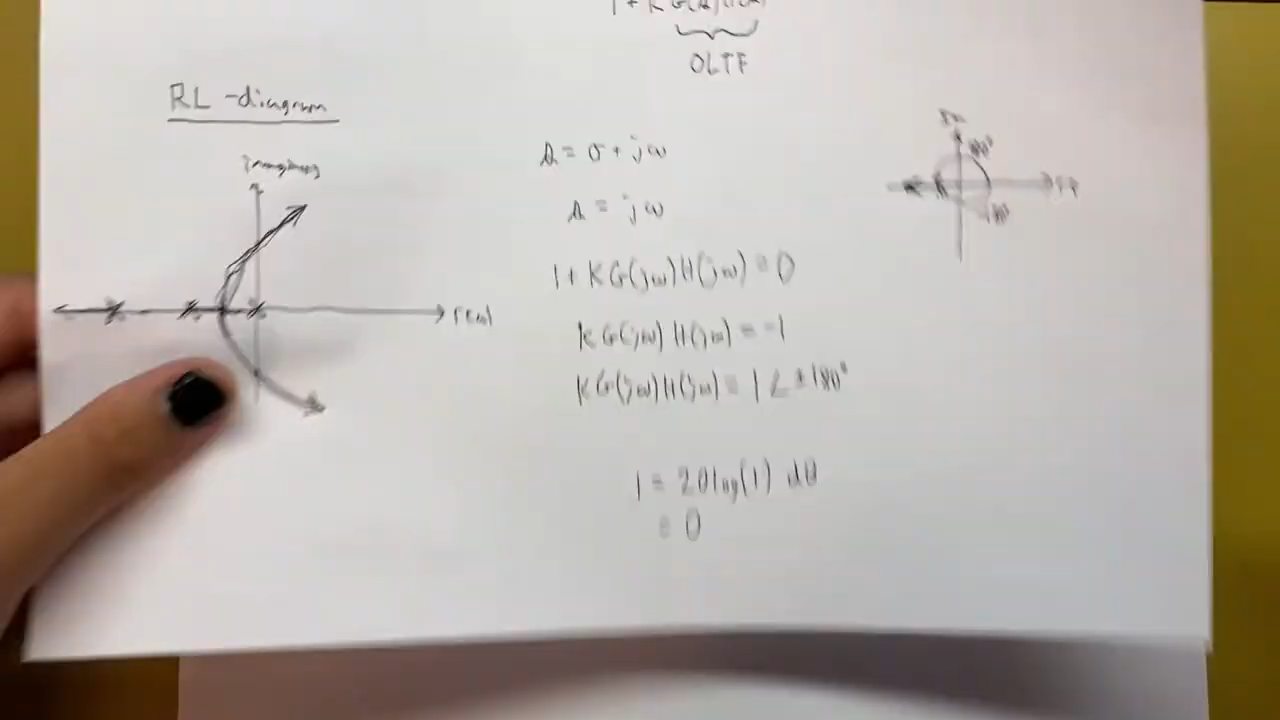 OLTF
RL-diagram
imaginary
real
s = σ + jω
s = jω
1 + KG(jω)H(jω) = 0
KG(jω)H(jω) = -1
KG(jω)H(jω) = 1∠±180°
1 = 20log(1) dB
= 0
180°